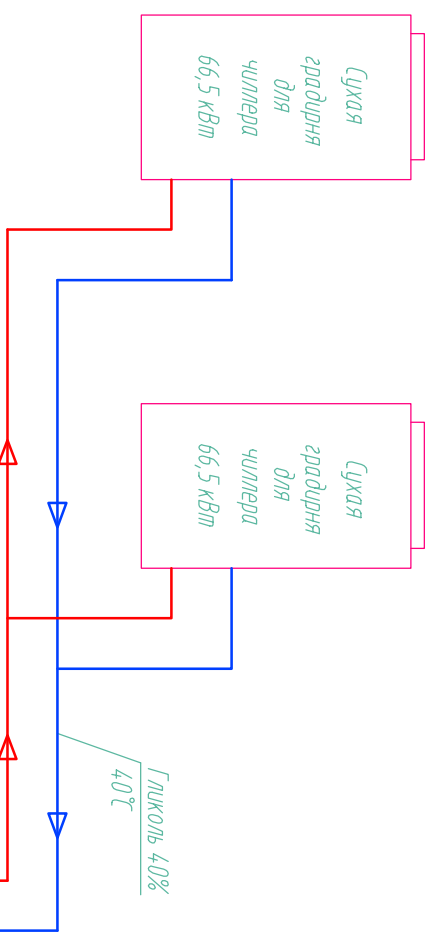 Сухая
градирня
для
чиллера
66,5 кВт
Сухая
градирня
для
чиллера
66,5 кВт
Гликоль 40%
40°С